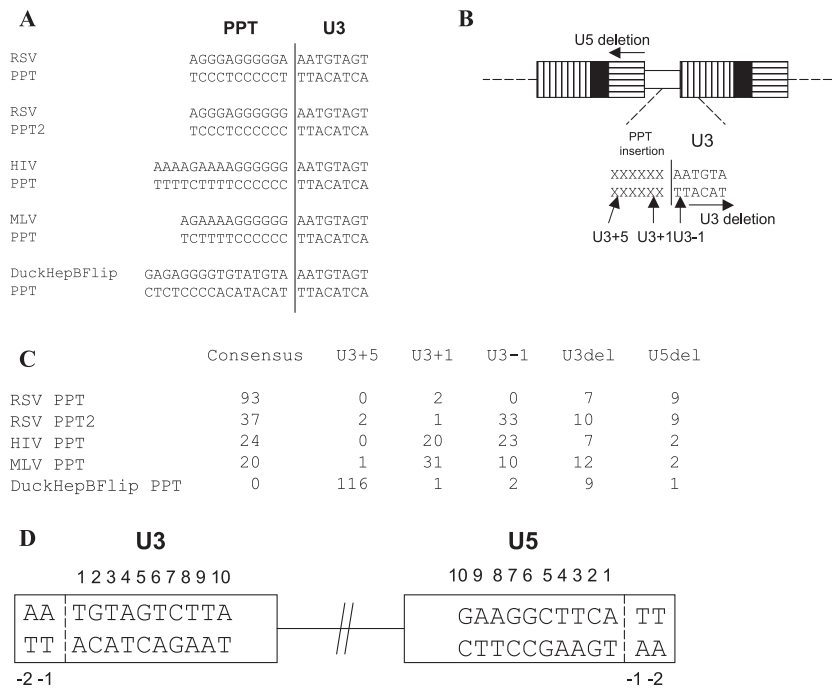 A
PPT U3
RSV AGGGAGGGGGA AATGTAGT
PPT TCCCTCCCCCT TTACATCA
RSV AGGGAGGGGGG AATGTAGT
PPT2 TCCCTCCCCCC TTACATCA
HIV AAAAGAAAAGGGGGG AATGTAGT
PPT TTTTCTTTTCCCCCC TTACATCA
MLV AGAAAAGGGGGG AATGTAGT
PPT TCTTTTCCCCCC TTACATCA
DuckHepBFlip GAGAGGGGTGTATGTA AATGTAGT
PPT CTCTCCCCACATACAT TTACATCA
B
U5 deletion
PPT insertion U3
XXXXXX AATGTA
XXXXXX TTACAT
U3 deletion
U3+5 U3+1 U3-1
C
Consensus U3+5 U3+1 U3-1 U3del U5del
RSV PPT 93 0 2 0 7 9
RSV PPT2 37 2 1 33 10 9
HIV PPT 24 0 20 23 7 2
MLV PPT 20 1 31 10 12 2
DuckHepBFlip PPT 0 116 1 2 9 1
D
U3 U5
1 2 3 4 5 6 7 8 9 10 10 9 8 7 6 5 4 3 2 1
AA TGTAGTCTTA GAAGGCTTCA TT
TT ACATCAGAAT CTTCCGAAGT AA
-2 -1 -1 -2